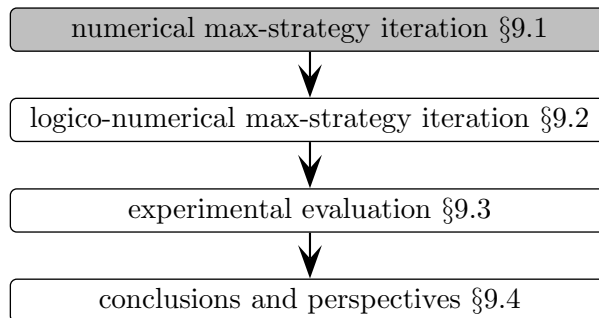 numerical max-strategy iteration §9.1
logico-numerical max-strategy iteration §9.2
experimental evaluation §9.3
conclusions and perspectives §9.4